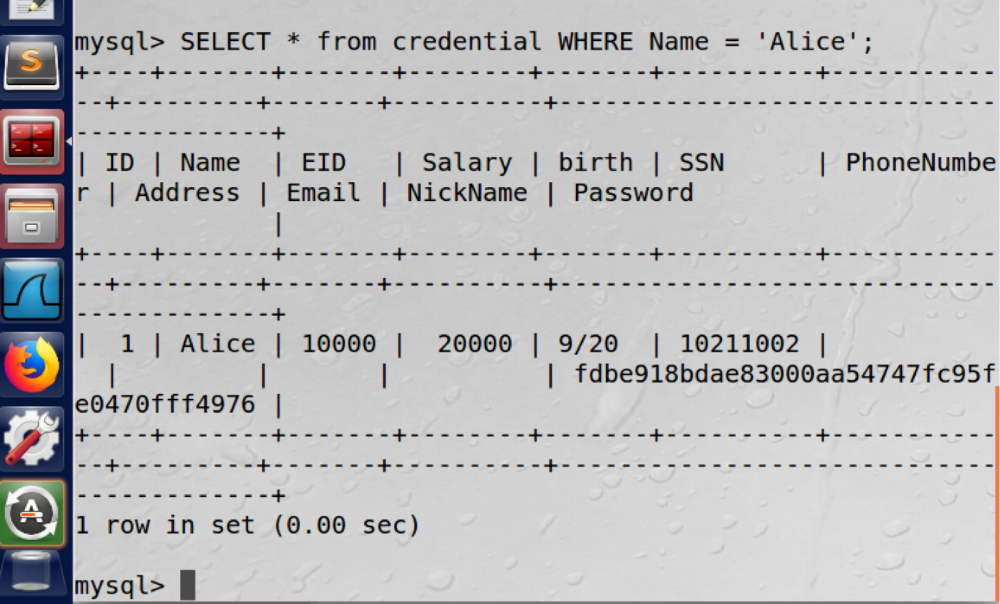 mysql> SELECT * from credential WHERE Name = 'Alice';
+----+-------+-------+--------+-------+----------+-----------
--+---------+-------+----------+-----------------------------
-------------+
| ID | Name  | EID   | Salary | birth | SSN      | PhoneNumbe
r | Address | Email | NickName | Password
             |
+----+-------+-------+--------+-------+----------+-----------
--+---------+-------+----------+-----------------------------
-------------+
|  1 | Alice | 10000 |  20000 | 9/20  | 10211002 |
  |         |       |          | fdbe918bdae83000aa54747fc95f
e0470fff4976 |
+----+-------+-------+--------+-------+----------+-----------
--+---------+-------+----------+-----------------------------
-------------+
1 row in set (0.00 sec)
mysql>